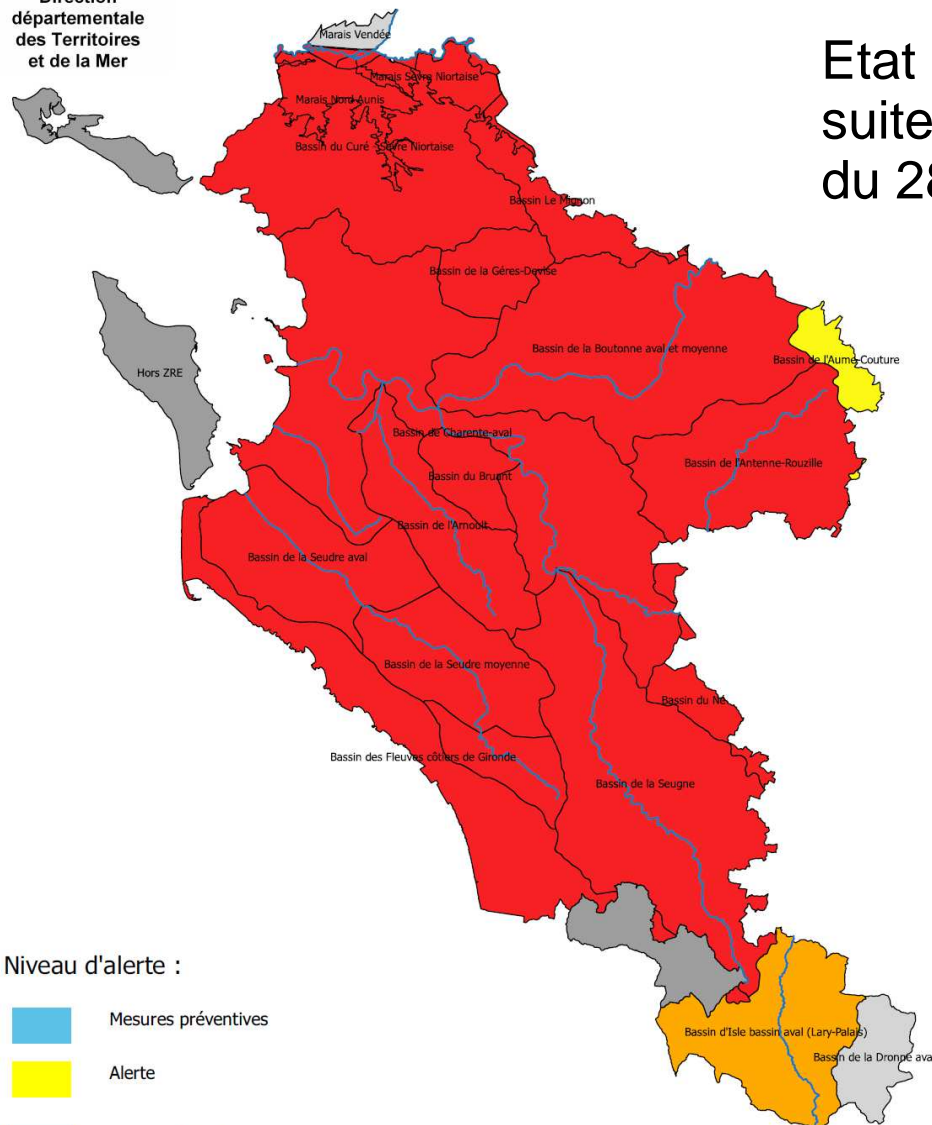 Direction
départementale
des Territoires
et de la Mer
Etat
suite
du 28
Marais Vendée
Marais Sèvre Niortaise
Marais Nord Aunis
Bassin du Curé Sèvre Niortaise
Bassin Le Mignon
Bassin de la Gères-Devise
Bassin de la Boutonne aval et moyenne
Bassin de l'Aume-Couture
Hors ZRE
Bassin de Charente-aval
Bassin de l'Antenne-Rouzille
Bassin du Bruant
Bassin de l'Arnoult
Bassin de la Seudre aval
Bassin de la Seudre moyenne
Bassin du Né
Bassin des Fleuves côtiers de Gironde
Bassin de la Seugne
Niveau d'alerte :
Mesures préventives
Alerte
Bassin d'Isle bassin aval (Lary-Palais)
Bassin de la Dronne ava